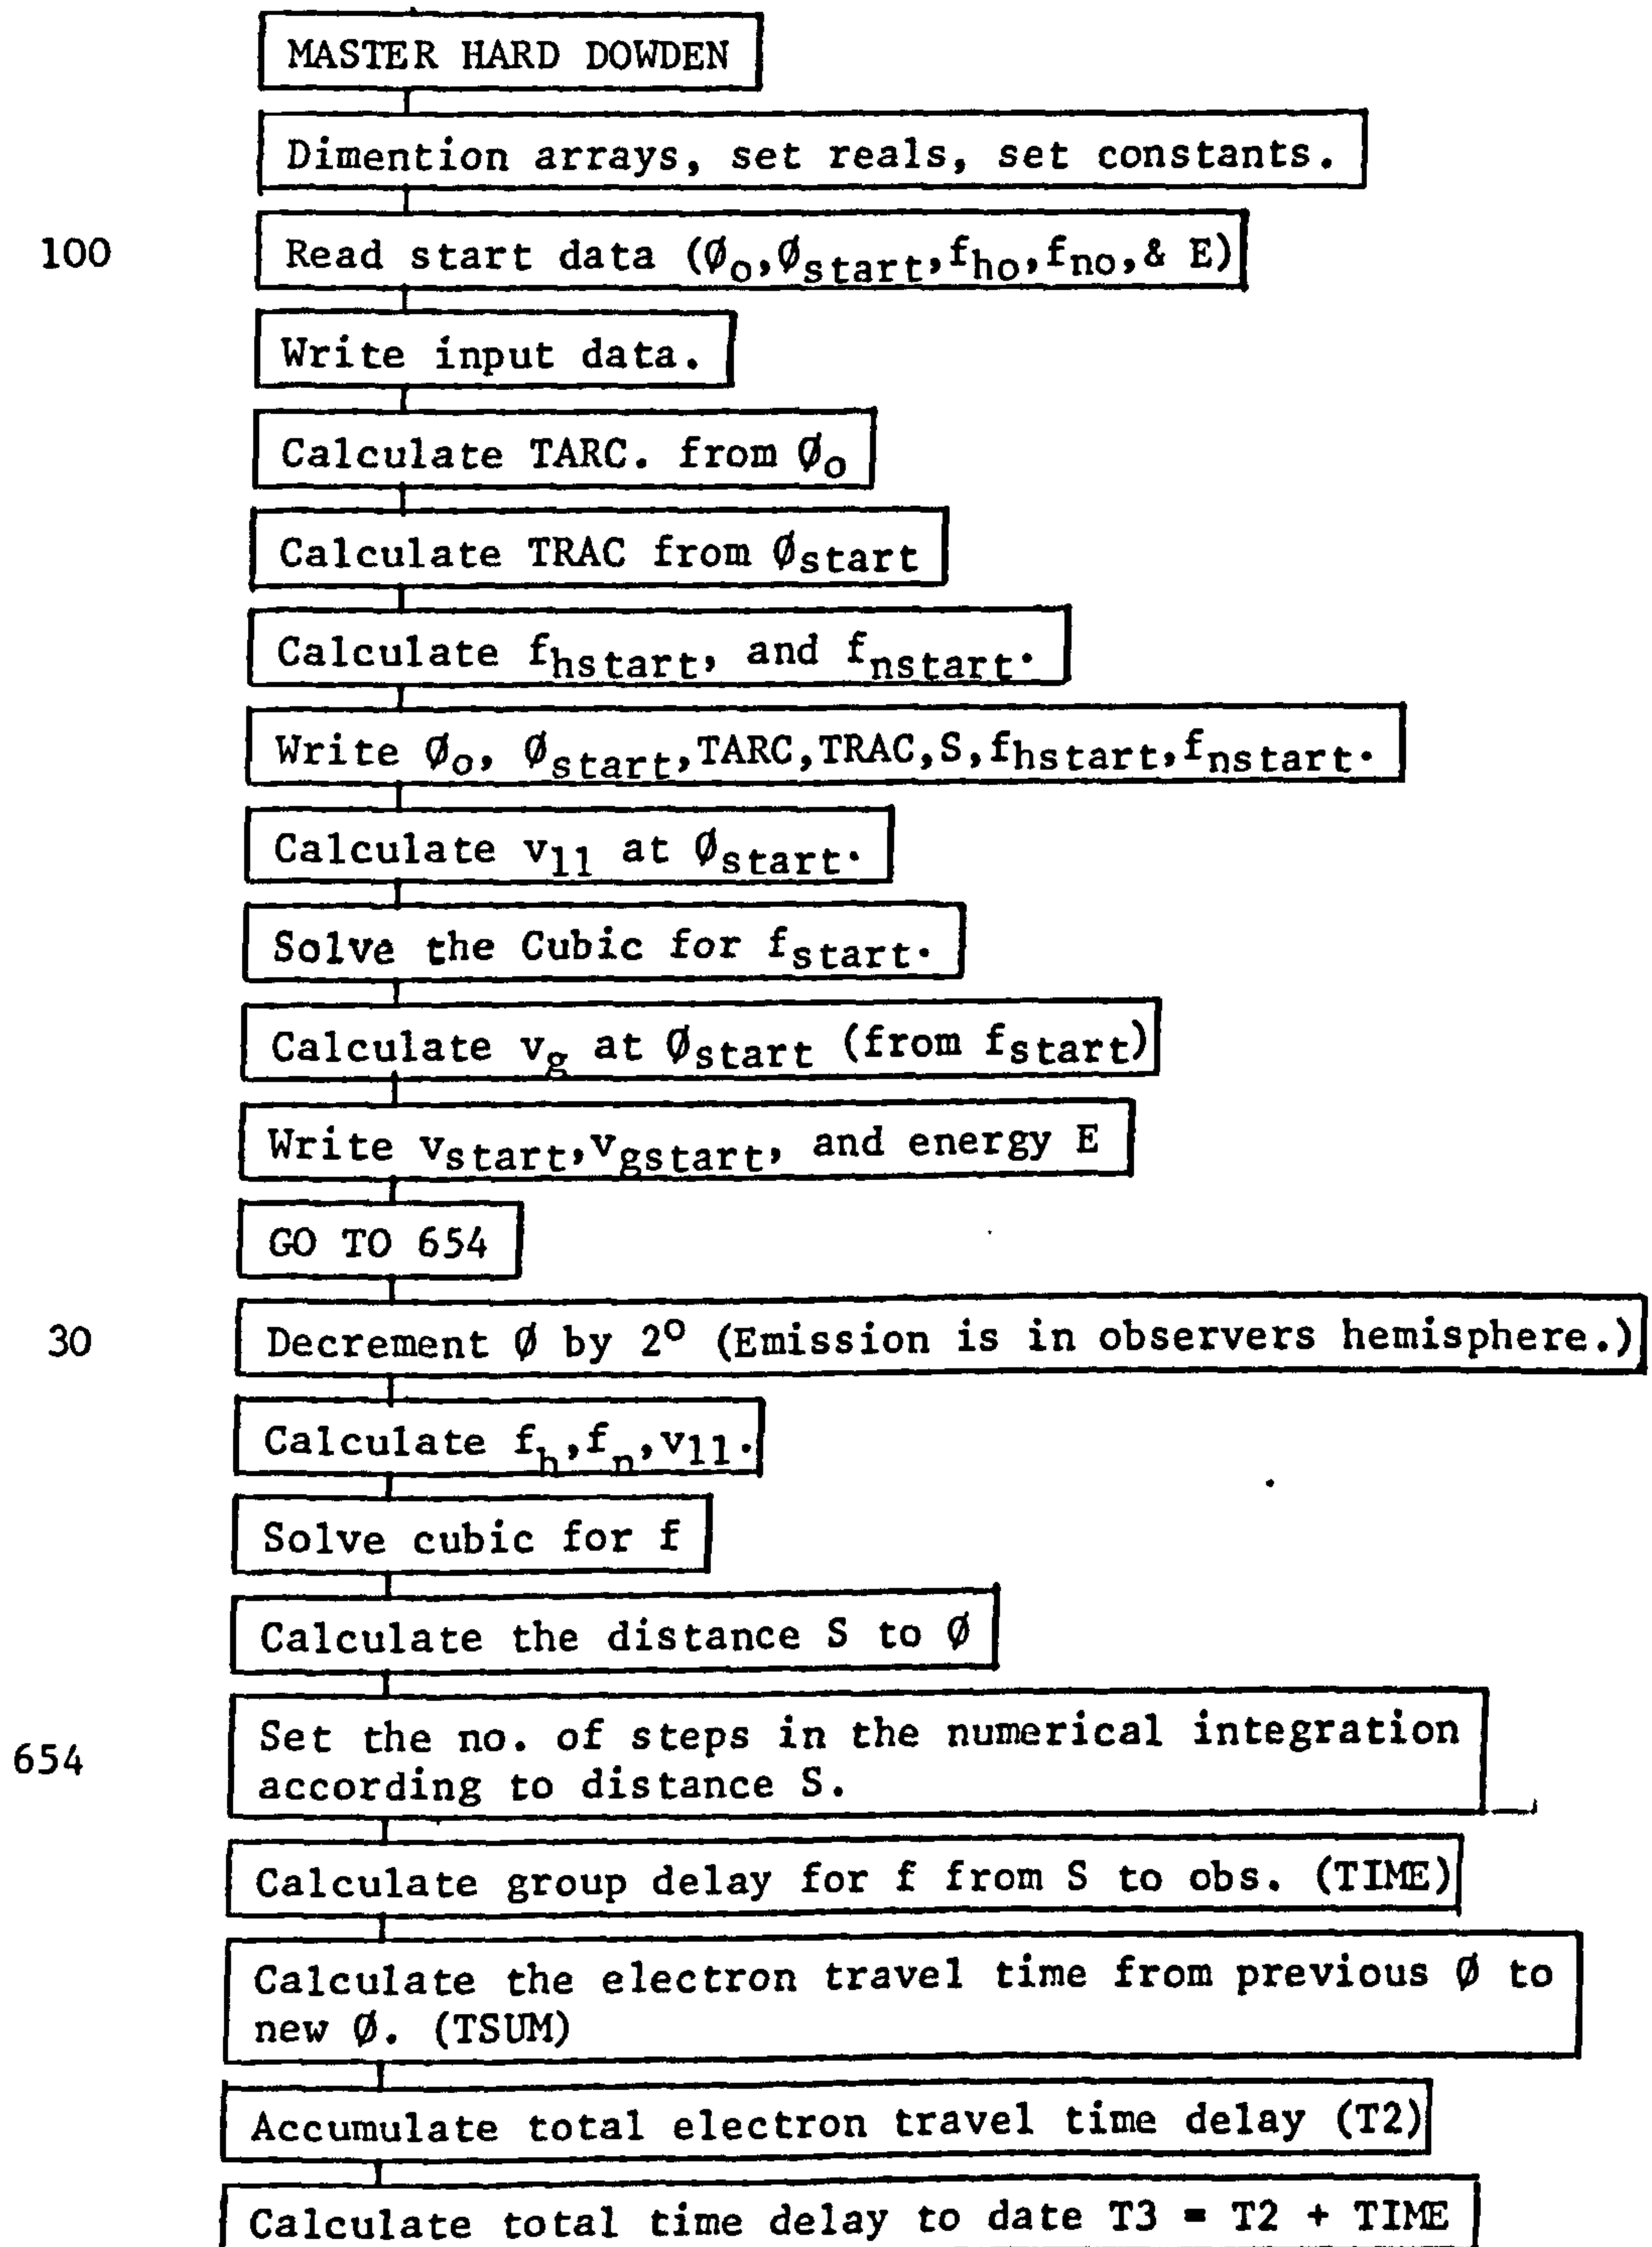 MASTER HARD DOWDEN
Dimention arrays, set reals, set constants.
100 Read start data (Øo,Østart,fho,fno,& E)
Write input data.
Calculate TARC. from Øo
Calculate TRAC from Østart
Calculate fhstart, and fnstart.
Write Øo, Østart,TARC,TRAC,S,fhstart,fnstart.
Calculate v11 at Østart.
Solve the Cubic for fstart.
Calculate vg at Østart (from fstart)
Write vstart,vgstart, and energy E
GO TO 654
30 Decrement Ø by 2º (Emission is in observers hemisphere.)
Calculate fh,fn,v11.
Solve cubic for f
Calculate the distance S to Ø
654 Set the no. of steps in the numerical integration
according to distance S.
Calculate group delay for f from S to obs. (TIME)
Calculate the electron travel time from previous Ø to
new Ø. (TSUM)
Accumulate total electron travel time delay (T2)
Calculate total time delay to date T3 = T2 + TIME